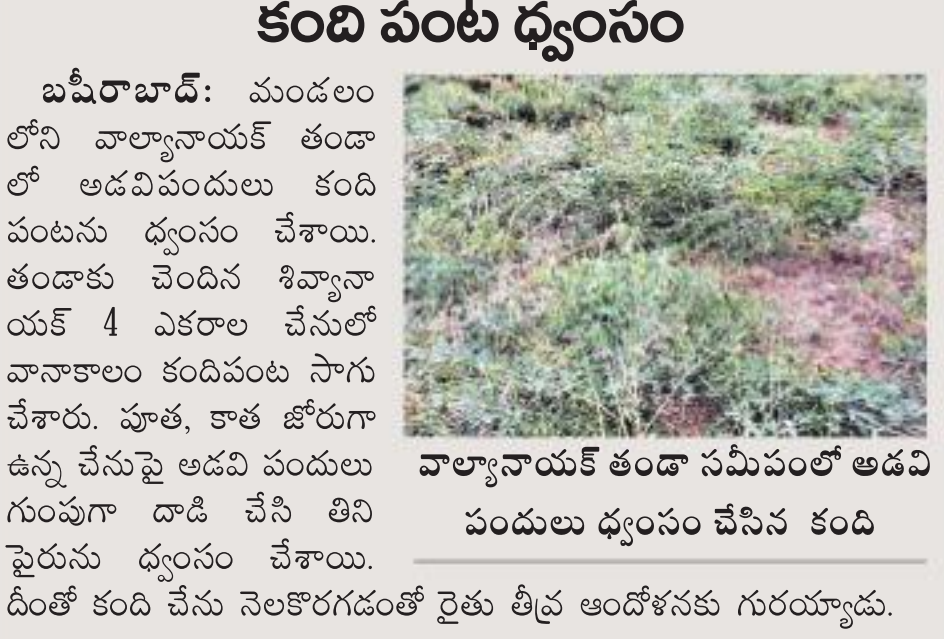 కంది పంట ధ్వంసం
బషీరాబాద్: మండలం
లోని వాల్యానాయక్ తండా
లో అడవిపందులు కంది
పంటను ధ్వంసం చేశాయి.
తండాకు చెందిన శివ్యానా
యక్ 4 ఎకరాల చేనులో
వానాకాలం కందిపంట సాగు
చేశారు. పూత, కాత జోరుగా
ఉన్న చేనుపై అడవి పందులు
గుంపుగా దాడి చేసి తిని
పైరును ధ్వంసం చేశాయి.
దీంతో కంది చేను నెలకొరగడంతో రైతు తీవ్ర ఆందోళనకు గురయ్యాడు.
వాల్యానాయక్ తండా సమీపంలో అడవి
పందులు ధ్వంసం చేసిన కంది